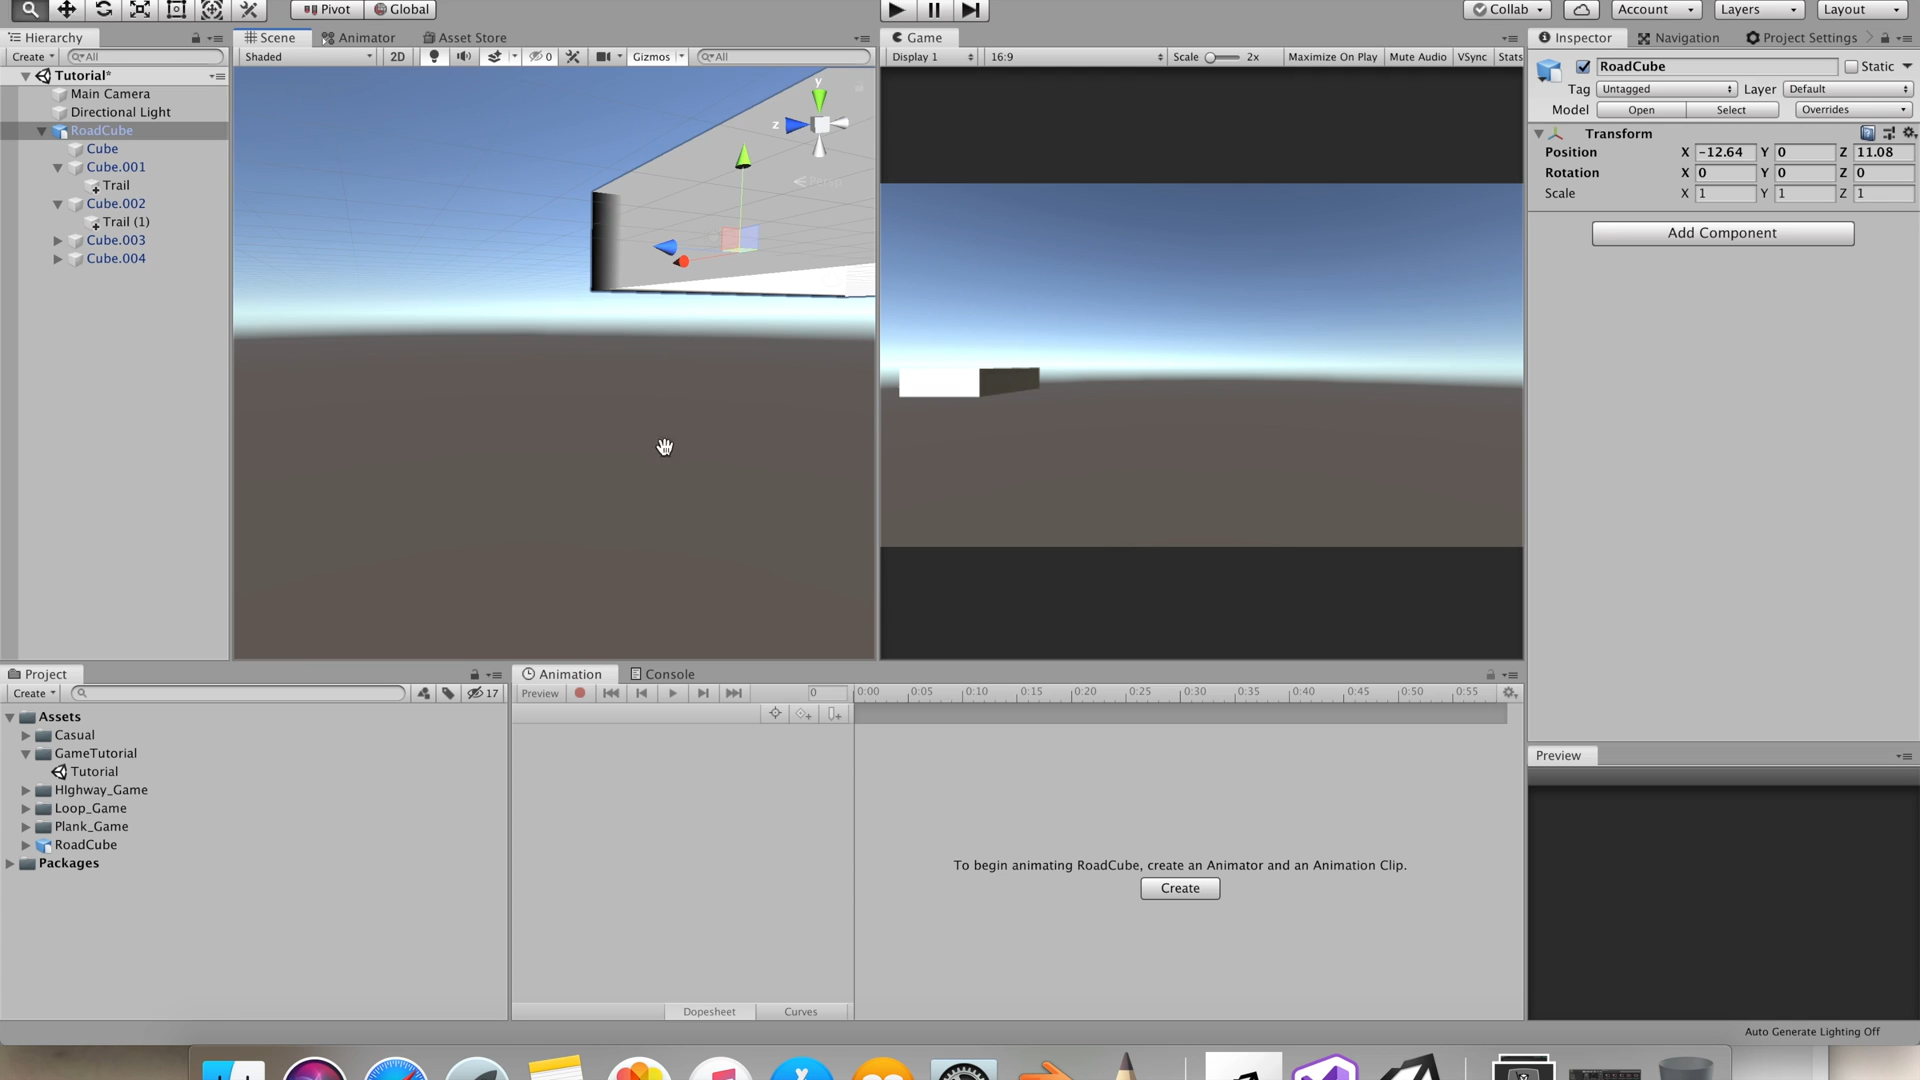 Pivot Global Collab Account Layers Layout
Hierarchy Scene Animator Asset Store Game Inspector Navigation Project Settings
Create All Shaded 2D 0 Gizmos All Display 1 16:9 Scale 2x Maximize On Play Mute Audio VSync Stats
RoadCube Static
Tag Untagged Layer Default
Model Open Select Overrides
Transform
Position X -12.64 Y 0 Z 11.08
Rotation X 0 Y 0 Z 0
Scale X 1 Y 1 Z 1
Add Component
Tutorial*
Main Camera
Directional Light
RoadCube
Cube
Cube.001
Trail
Cube.002
Trail (1)
Cube.003
Cube.004
y
z
Persp
Project Animation Console
Create 17 Preview 0 0:00 0:05 0:10 0:15 0:20 0:25 0:30 0:35 0:40 0:45 0:50 0:55
Assets
Casual
GameTutorial
Tutorial
HIghway_Game
Loop_Game
Plank_Game
RoadCube
Packages
To begin animating RoadCube, create an Animator and an Animation Clip.
Create
Dopesheet Curves
Preview
Auto Generate Lighting Off